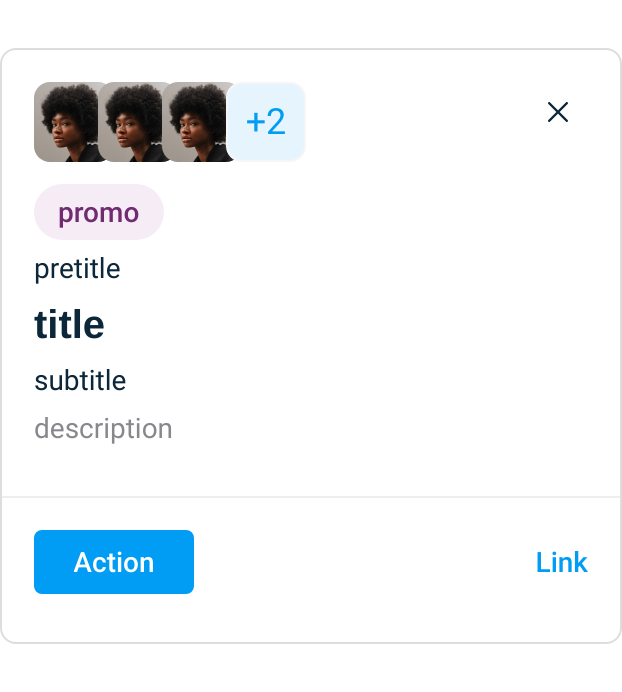 +2
promo
pretitle
title
subtitle
description
Action
Link